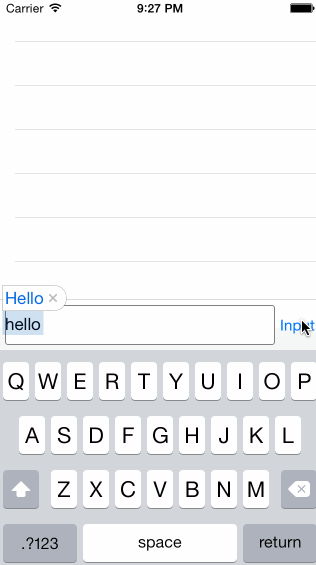 Carrier 9:27 PM
Hello ×
hello Input
Q W E R T Y U I O P
A S D F G H J K L
Z X C V B N M
.?123 space return